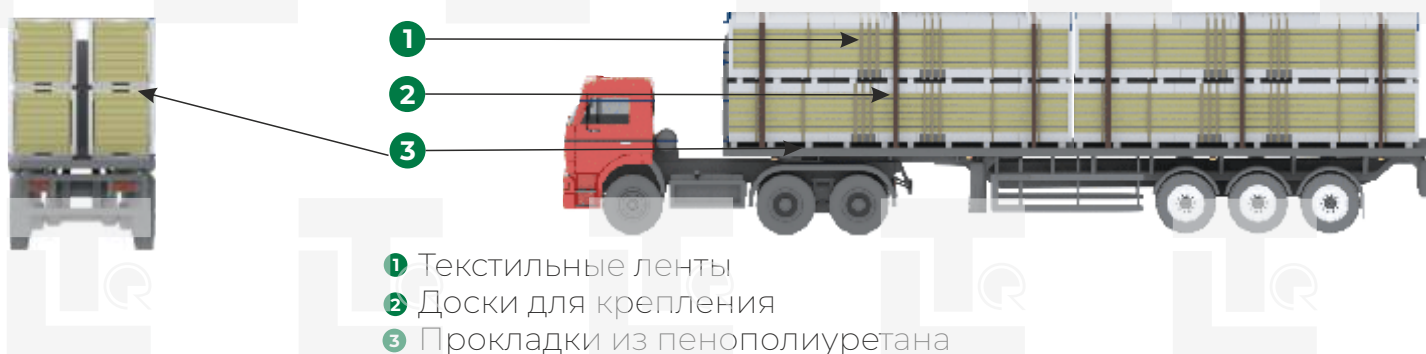 1
2
3
1 Текстильные ленты
2 Доски для крепления
3 Прокладки из пенополиуретана